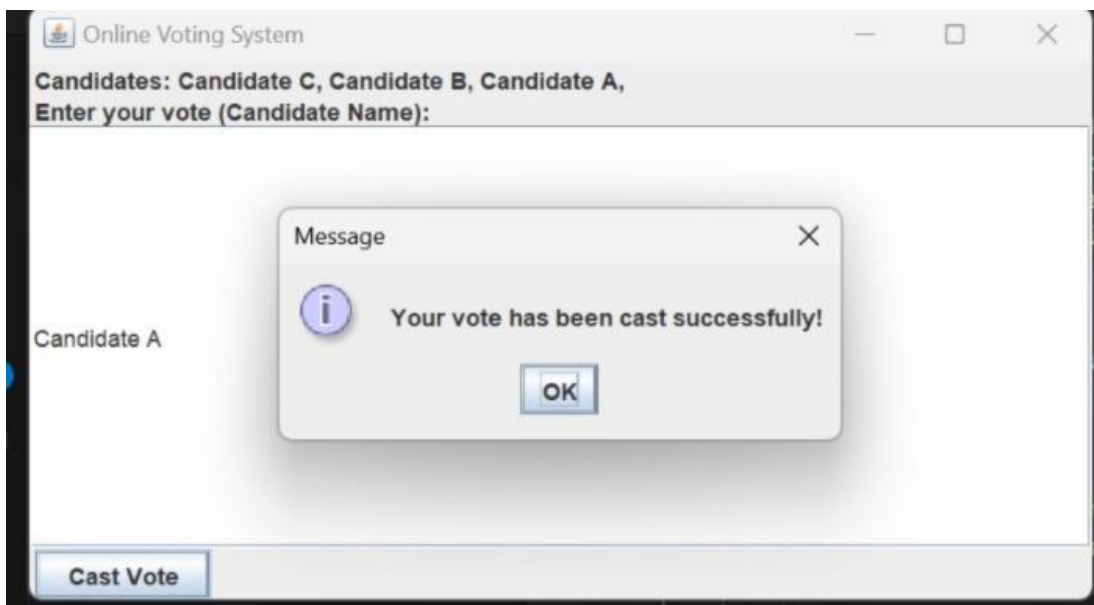 Online Voting System
Candidates: Candidate C, Candidate B, Candidate A,
Enter your vote (Candidate Name):
Message
i
Your vote has been cast successfully!
Candidate A
OK
Cast Vote